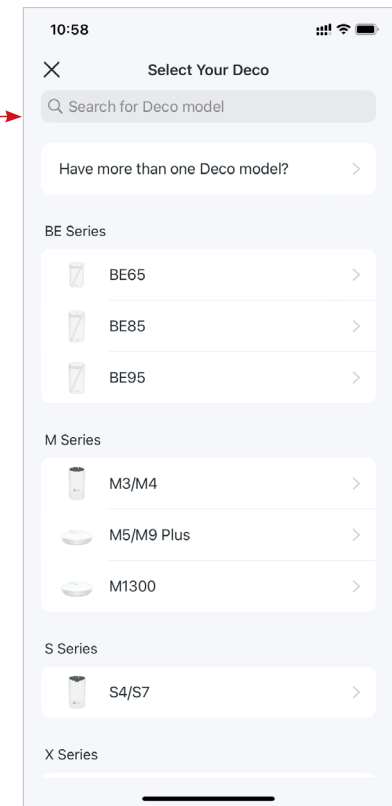 10:58
Select Your Deco
Search for Deco model
Have more than one Deco model?
BE Series
BE65
BE85
BE95
M Series
M3/M4
M5/M9 Plus
M1300
S Series
S4/S7
X Series